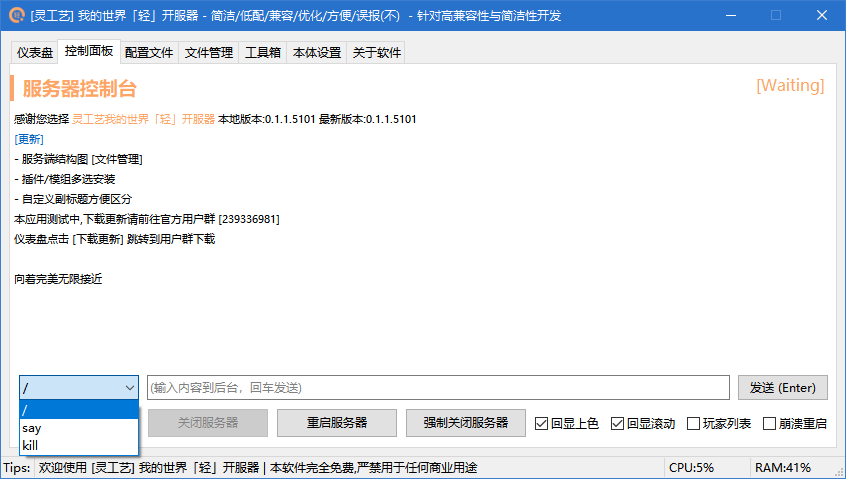 [灵工艺] 我的世界「轻」开服器 - 简洁/低配/兼容/优化/方便/误报(不) - 针对高兼容性与简洁性开发
仪表盘 控制面板 配置文件 文件管理 工具箱 本体设置 关于软件
服务器控制台 [Waiting]
感谢您选择 灵工艺我的世界「轻」开服器 本地版本:0.1.1.5101 最新版本:0.1.1.5101
[更新]
- 服务端结构图 [文件管理]
- 插件/模组多选安装
- 自定义副标题方便区分
本应用测试中,下载更新请前往官方用户群 [239336981]
仪表盘点击 [下载更新] 跳转到用户群下载
向着完美无限接近
/ (输入内容到后台，回车发送) 发送 (Enter)
/
say
kill
关闭服务器 重启服务器 强制关闭服务器 回显上色 回显滚动 玩家列表 崩溃重启
Tips: 欢迎使用 [灵工艺] 我的世界「轻」开服器 | 本软件完全免费,严禁用于任何商业用途 CPU:5% RAM:41%